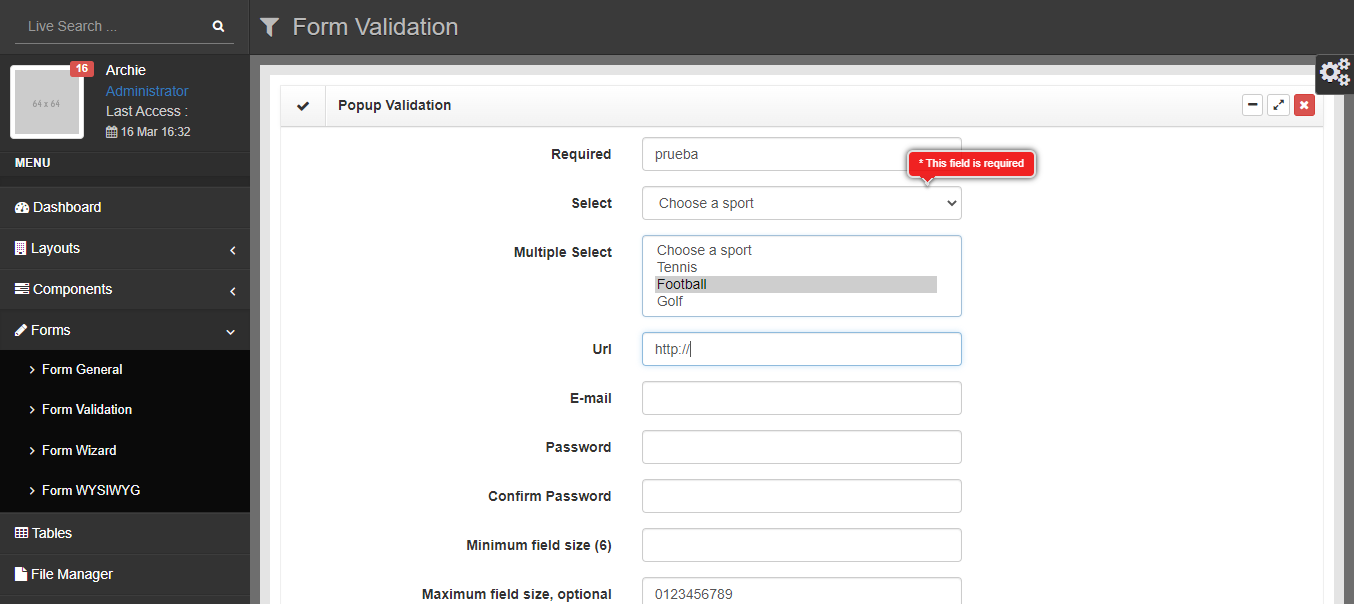 Live Search ...
Form Validation
16
64 x 64
Archie
Administrator
Last Access :
16 Mar 16:32
MENU
Dashboard
Layouts
Components
Forms
Form General
Form Validation
Form Wizard
Form WYSIWYG
Tables
File Manager
Popup Validation
Required
prueba
* This field is required
Select
Choose a sport
Multiple Select
Choose a sport
Tennis
Football
Golf
Url
http://
E-mail
Password
Confirm Password
Minimum field size (6)
Maximum field size, optional
0123456789